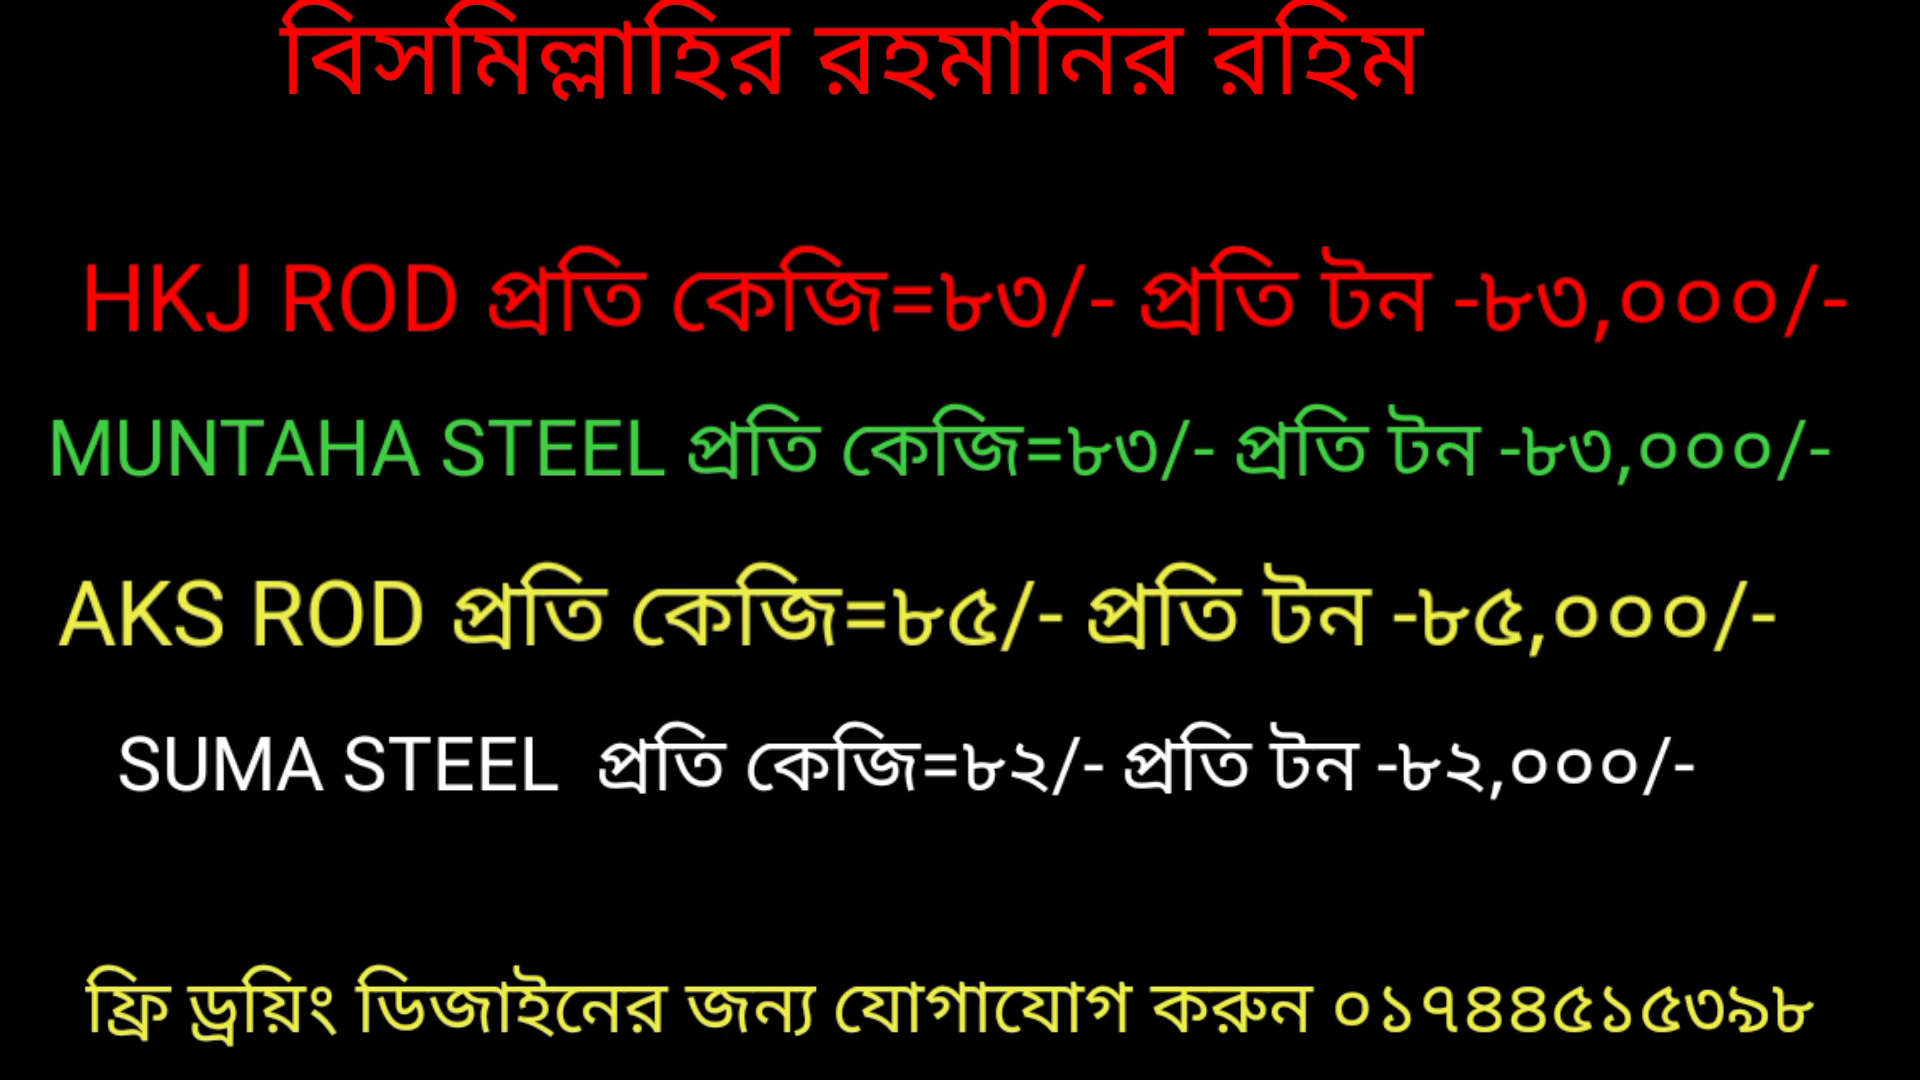 বিসমিল্লাহির রহমানির রহিম
HKJ ROD প্রতি কেজি=৮৩/- প্রতি টন -৮৩,০০০/-
MUNTAHA STEEL প্রতি কেজি=৮৩/- প্রতি টন -৮৩,০০০/-
AKS ROD প্রতি কেজি=৮৫/- প্রতি টন -৮৫,০০০/-
SUMA STEEL  প্রতি কেজি=৮২/- প্রতি টন -৮২,০০০/-
ফ্রি ড্রয়িং ডিজাইনের জন্য যোগাযোগ করুন ০১৭৪৪৫১৫৩৯৮